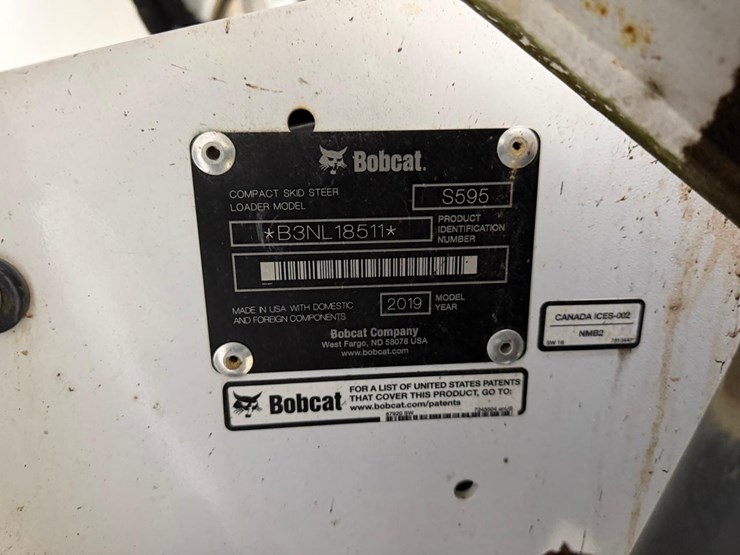 Bobcat.
COMPACT SKID STEER
LOADER MODEL
S595
*B3NL18511*
PRODUCT
IDENTIFICATION
NUMBER
MADE IN USA WITH DOMESTIC
AND FOREIGN COMPONENTS
2019
MODEL
YEAR
Bobcat Company
West Fargo, ND 58078 USA
www.bobcat.com
CANADA ICES-002
NMB2
SW 16
Bobcat
FOR A LIST OF UNITED STATES PATENTS
THAT COVER THIS PRODUCT, GO TO:
www.bobcat.com/patents